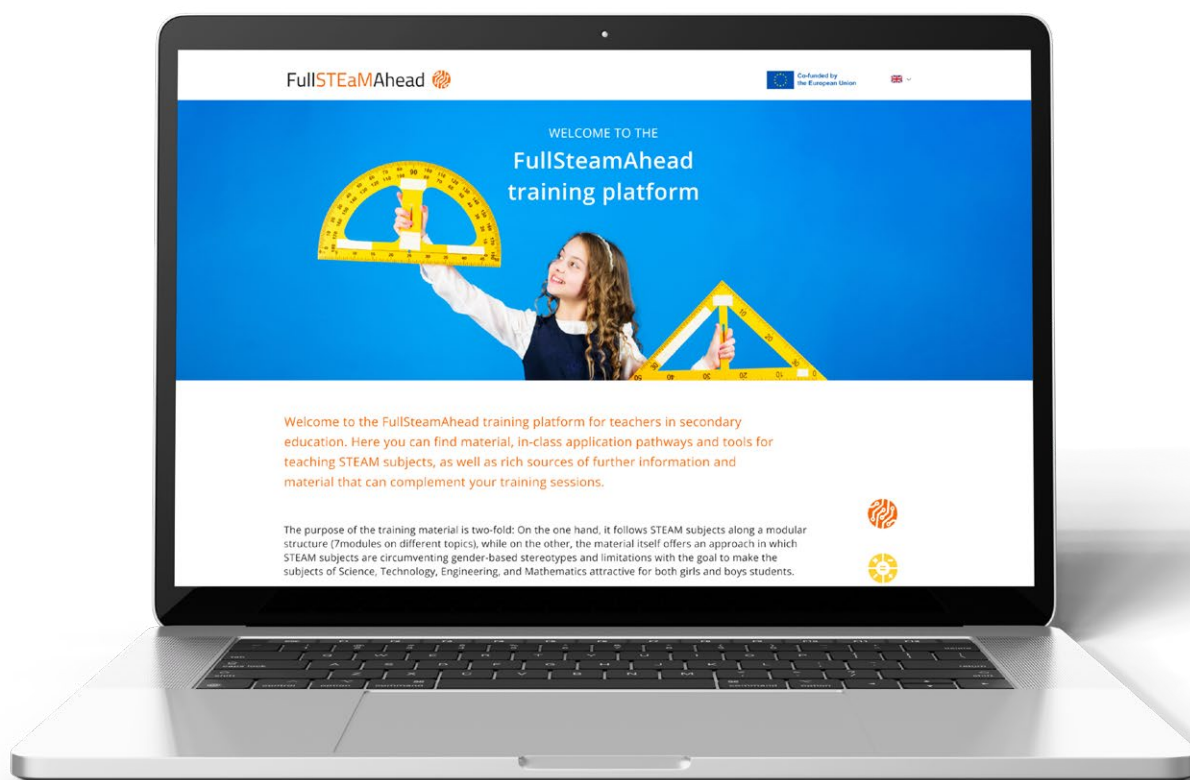 FullSTEaMAhead
Co-funded by
the European Union
WELCOME TO THE
FullSteamAhead
training platform
Welcome to the FullSteamAhead training platform for teachers in secondary
education. Here you can find material, in-class application pathways and tools for
teaching STEAM subjects, as well as rich sources of further information and
material that can complement your training sessions.
The purpose of the training material is two-fold: On the one hand, it follows STEAM subjects along a modular
structure (7modules on different topics), while on the other, the material itself offers an approach in which
STEAM subjects are circumventing gender-based stereotypes and limitations with the goal to make the
subjects of Science, Technology, Engineering, and Mathematics attractive for both girls and boys students.